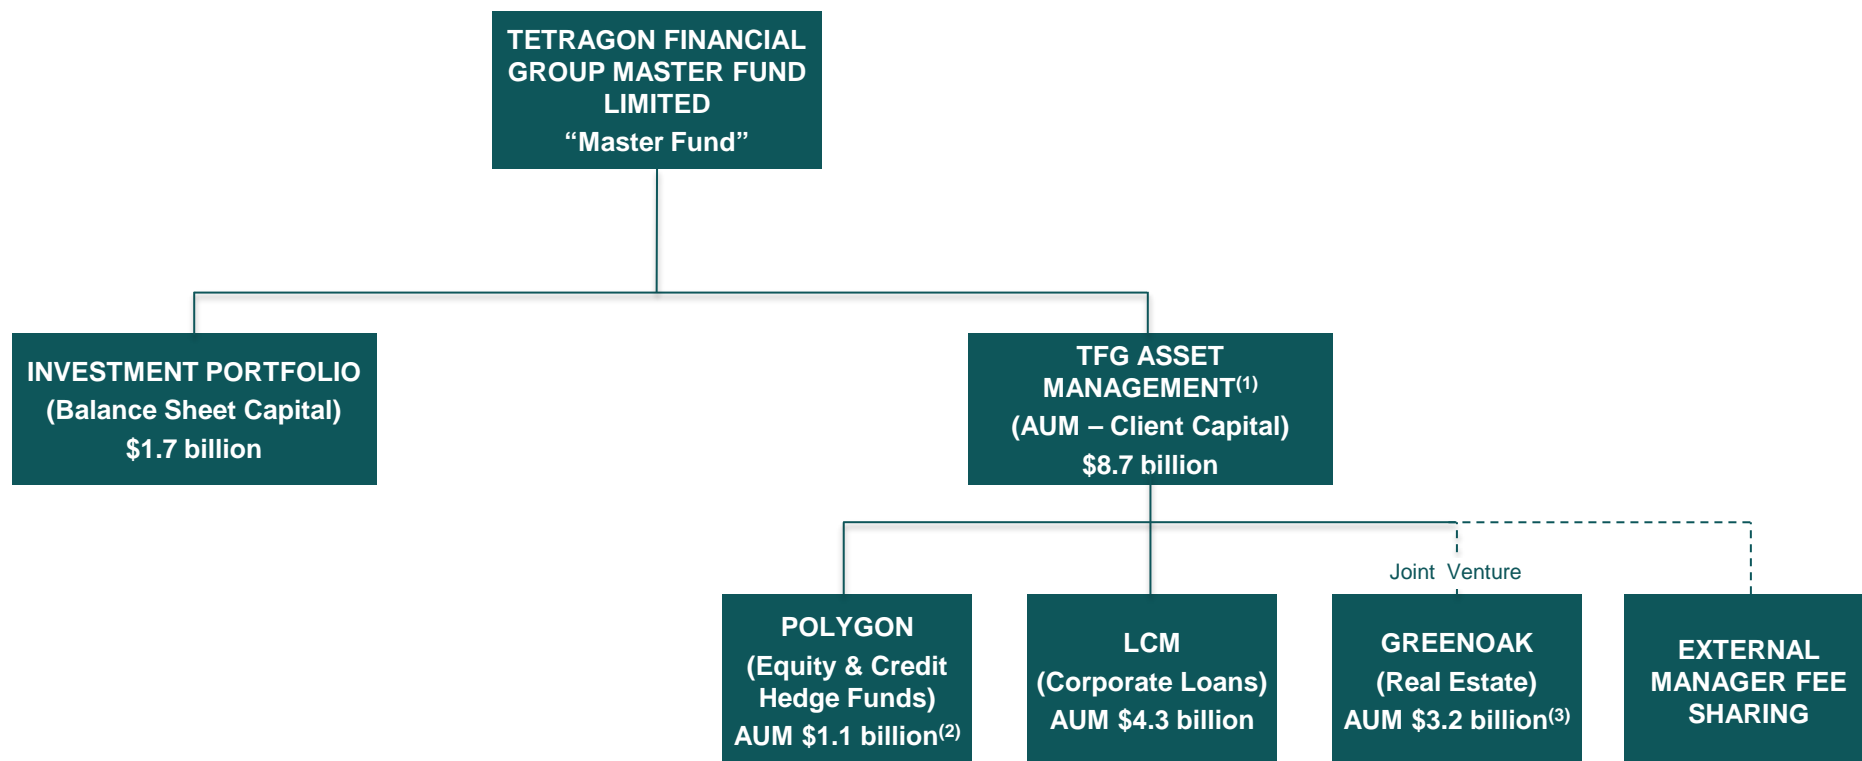 TETRAGON FINANCIAL
GROUP MASTER FUND
LIMITED
“Master Fund”
INVESTMENT PORTFOLIO
(Balance Sheet Capital)
$1.7 billion
TFG ASSET
MANAGEMENT(1)
(AUM – Client Capital)
$8.7 billion
Joint Venture
POLYGON
(Equity & Credit
Hedge Funds)
AUM $1.1 billion(2)
LCM
(Corporate Loans)
AUM $4.3 billion
GREENOAK
(Real Estate)
AUM $3.2 billion(3)
EXTERNAL
MANAGER FEE
SHARING